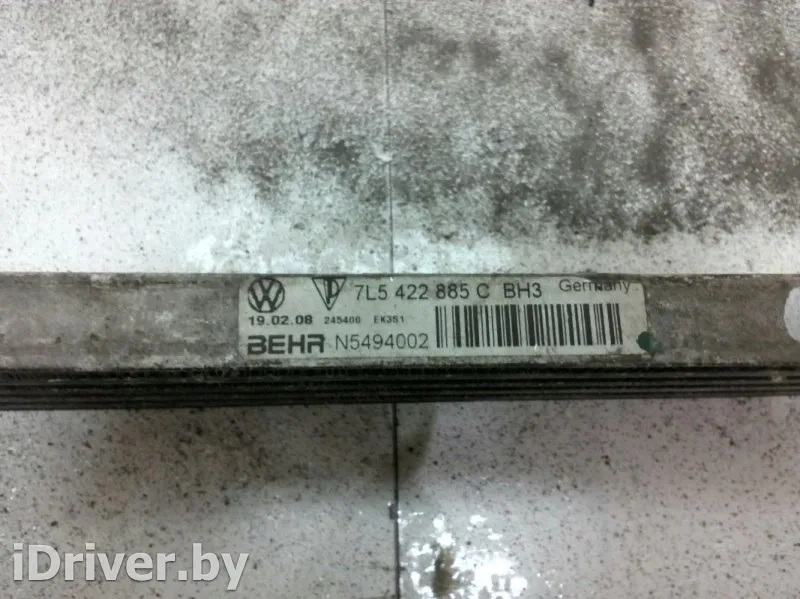 7L5 422 885 C BH3 Germany
19.02.08 245400 EK3S1
BEHR N5494002
iDriver.by